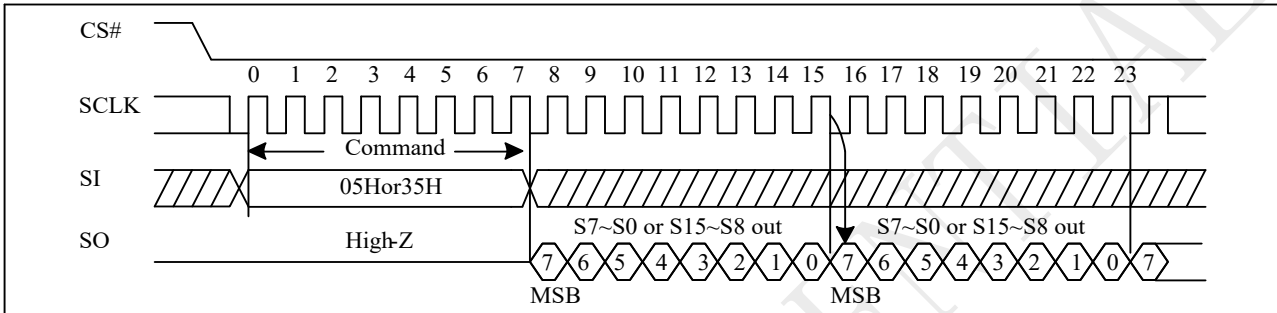 CS#
0 1 2 3 4 5 6 7 8 9 10 11 12 13 14 15 16 17 18 19 20 21 22 23
SCLK
Command
SI
05Hor35H
S7~S0 or S15~S8 out S7~S0 or S15~S8 out
SO
High-Z
7 6 5 4 3 2 1 0 7 6 5 4 3 2 1 0 7
MSB MSB